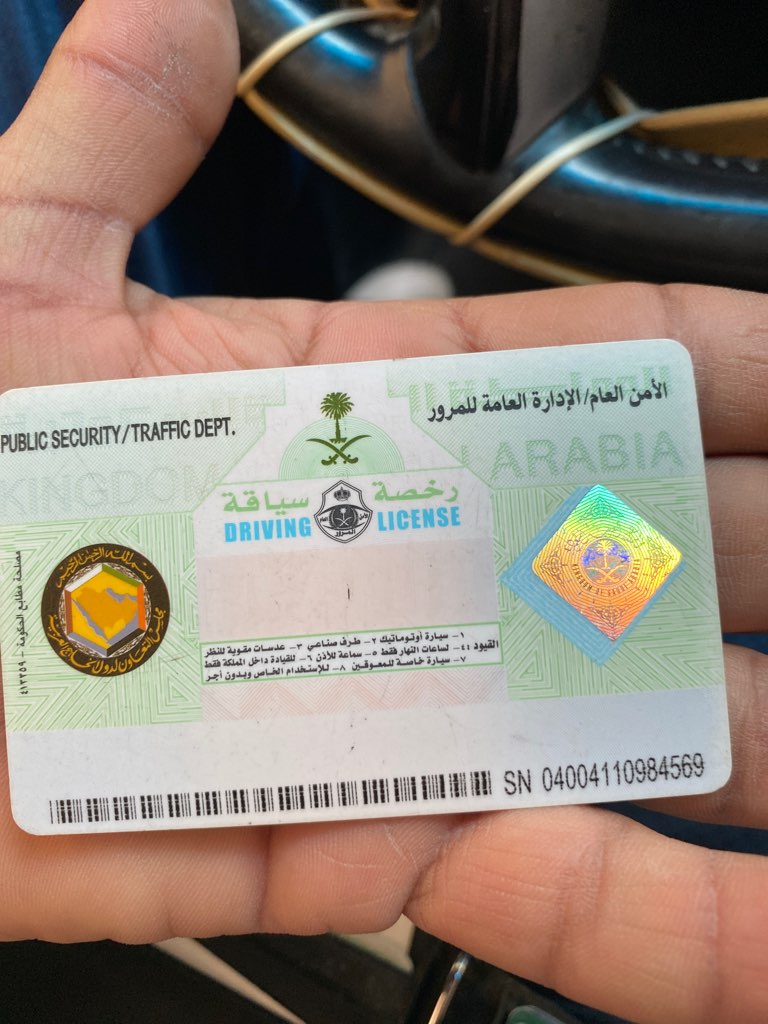 الأمن العام/الإدارة العامة للمرور
PUBLIC SECURITY/TRAFFIC DEPT.
KINGDOM
ARABIA
رخصة سياقة
DRIVING LICENSE
القيود :
١- سيارة أوتوماتيك ٢- طرف صناعي ٣- عدسات مقوية للنظر
٤- لساعات النهار فقط ٥- سماعة للأذن ٦- للقيادة داخل المملكة فقط
٧- سيارة خاصة للمعوقين ٨- للإستخدام الخاص وبدون أجر
مصلحة مطابع الحكومة - ٤١٣٢٥٩
بسم الله الرحمن الرحيم
مجلس التعاون لدول الخليج العربية
SN 04004110984569